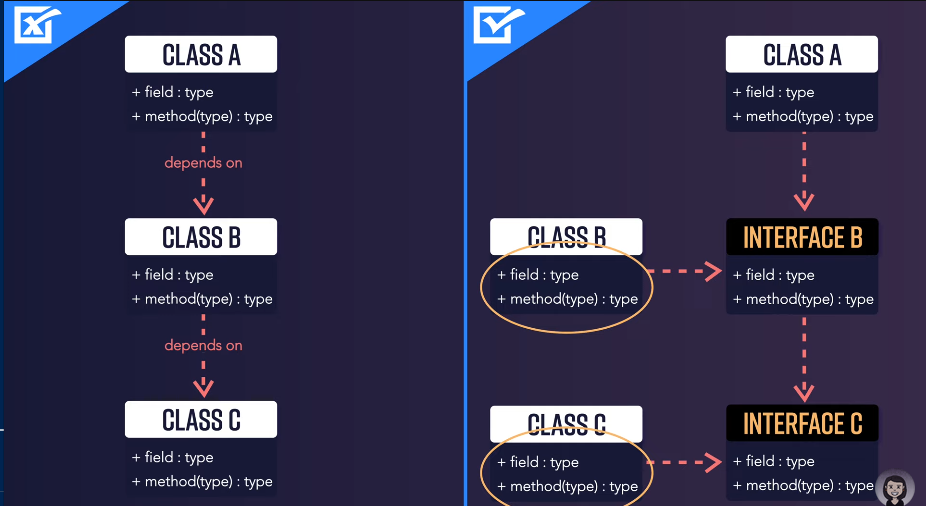 CLASS A
+ field : type
+ method(type) : type
depends on
CLASS B
+ field : type
+ method(type) : type
depends on
CLASS C
+ field : type
+ method(type) : type
CLASS A
+ field : type
+ method(type) : type
CLASS B
+ field : type
+ method(type) : type
INTERFACE B
+ field : type
+ method(type) : type
CLASS C
+ field : type
+ method(type) : type
INTERFACE C
+ field : type
+ method(type) : type